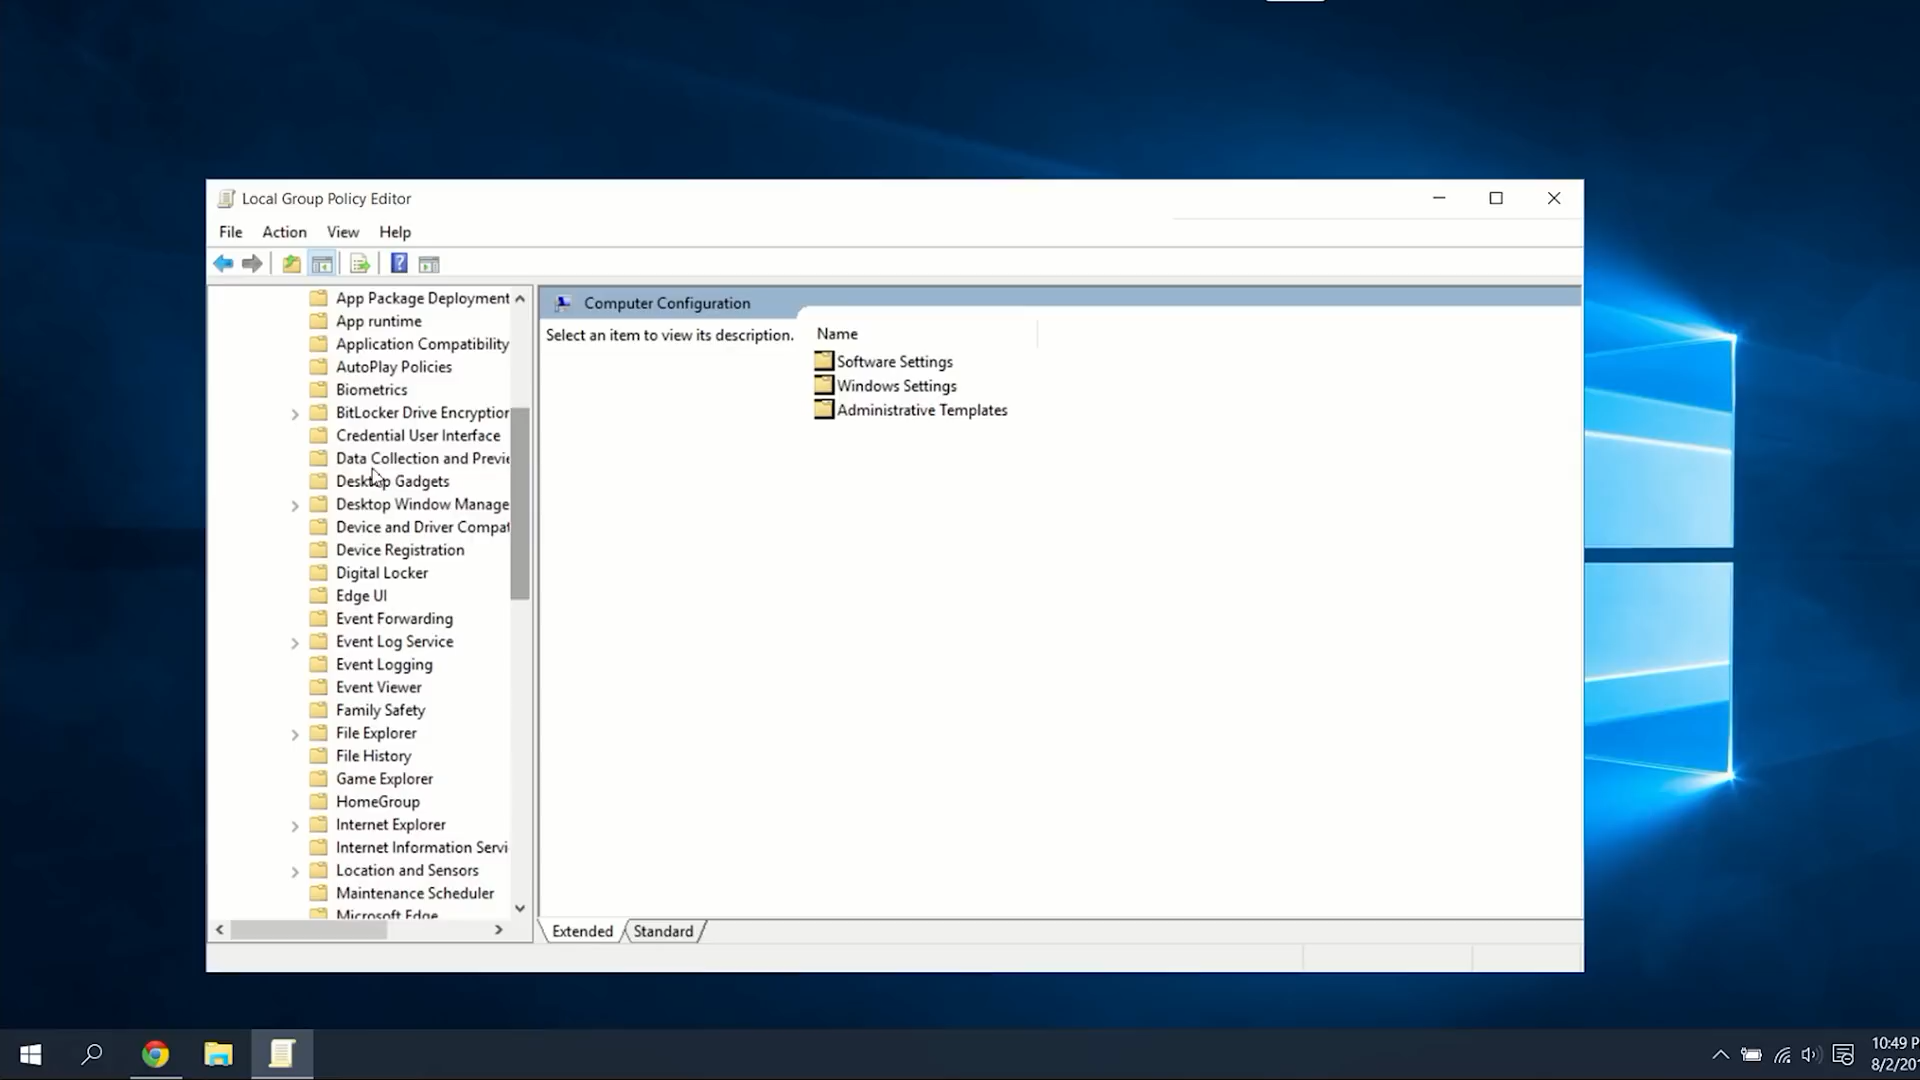 Local Group Policy Editor
File Action View Help
App Package Deployment
App runtime
Application Compatibility
AutoPlay Policies
Biometrics
BitLocker Drive Encryption
Credential User Interface
Data Collection and Previe
Desktop Gadgets
Desktop Window Manage
Device and Driver Compat
Device Registration
Digital Locker
Edge UI
Event Forwarding
Event Log Service
Event Logging
Event Viewer
Family Safety
File Explorer
File History
Game Explorer
HomeGroup
Internet Explorer
Internet Information Servi
Location and Sensors
Maintenance Scheduler
Microsoft Edge
Computer Configuration
Select an item to view its description.
Name
Software Settings
Windows Settings
Administrative Templates
Extended Standard
10:49 P
8/2/20